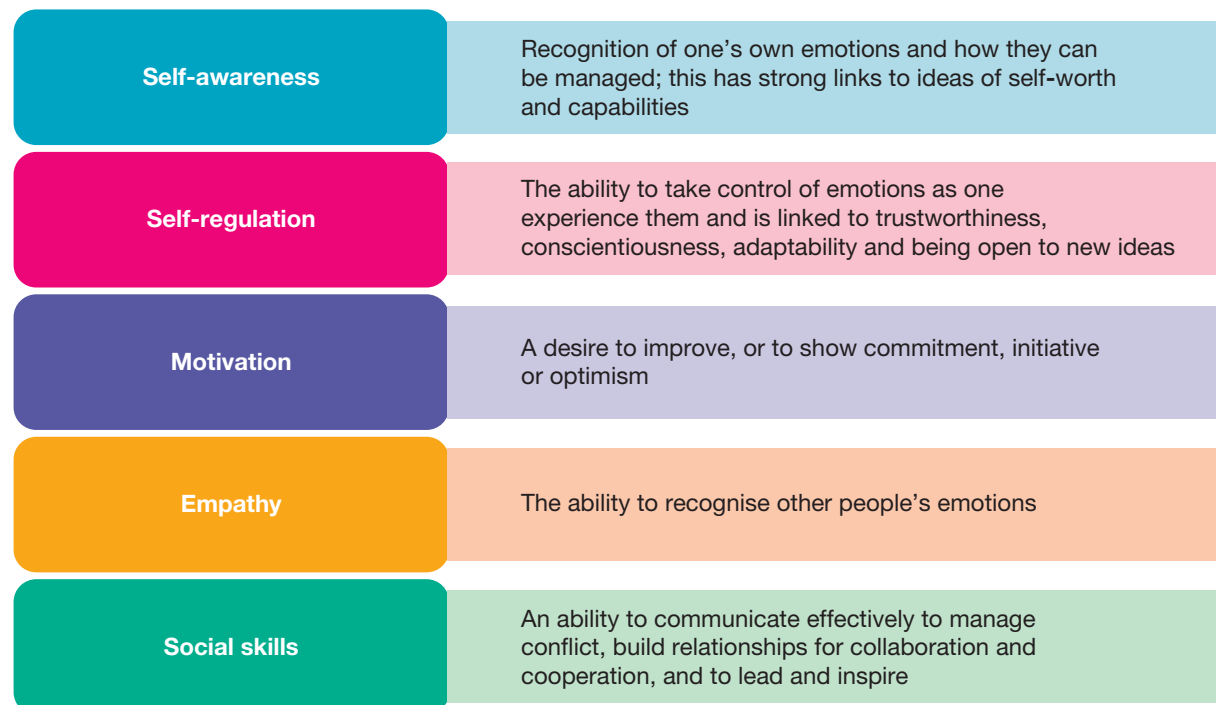 Self-awareness
Recognition of one’s own emotions and how they can
be managed; this has strong links to ideas of self-worth
and capabilities
Self-regulation
The ability to take control of emotions as one
experience them and is linked to trustworthiness,
conscientiousness, adaptability and being open to new ideas
Motivation
A desire to improve, or to show commitment, initiative
or optimism
Empathy
The ability to recognise other people’s emotions
Social skills
An ability to communicate effectively to manage
conflict, build relationships for collaboration and
cooperation, and to lead and inspire